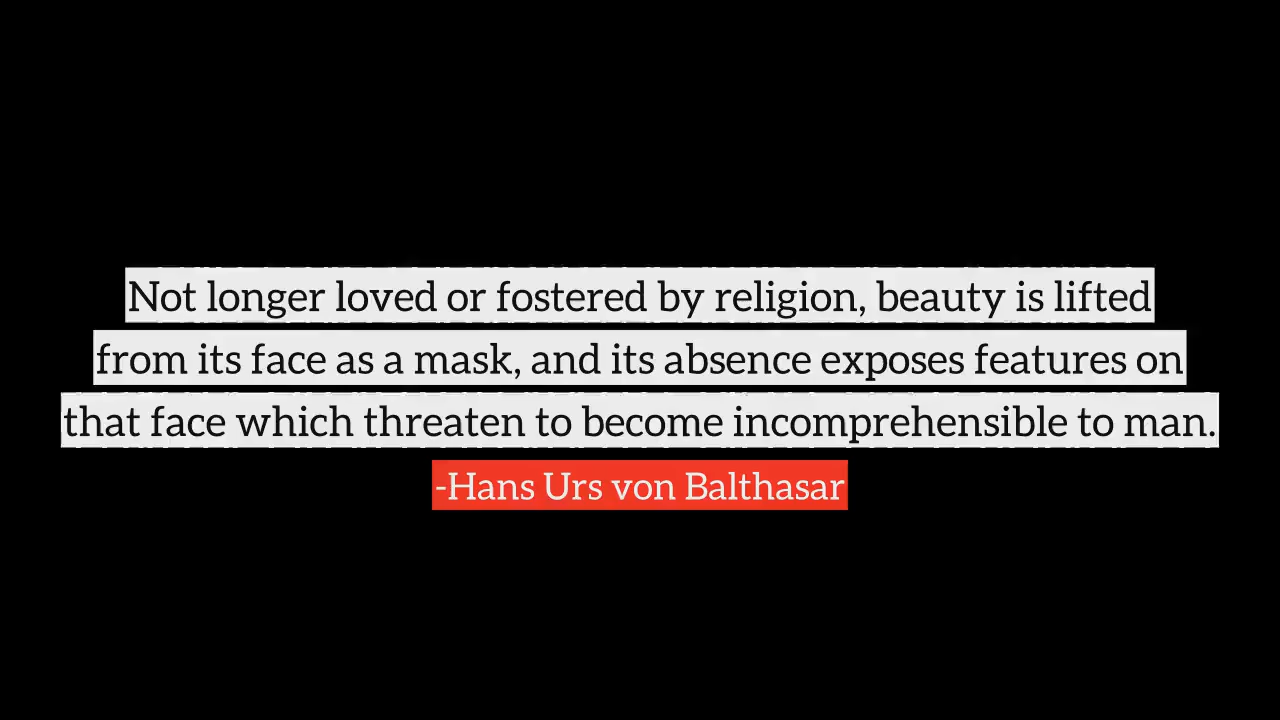 Not longer loved or fostered by religion, beauty is lifted
from its face as a mask, and its absence exposes features on
that face which threaten to become incomprehensible to man.
-Hans Urs von Balthasar